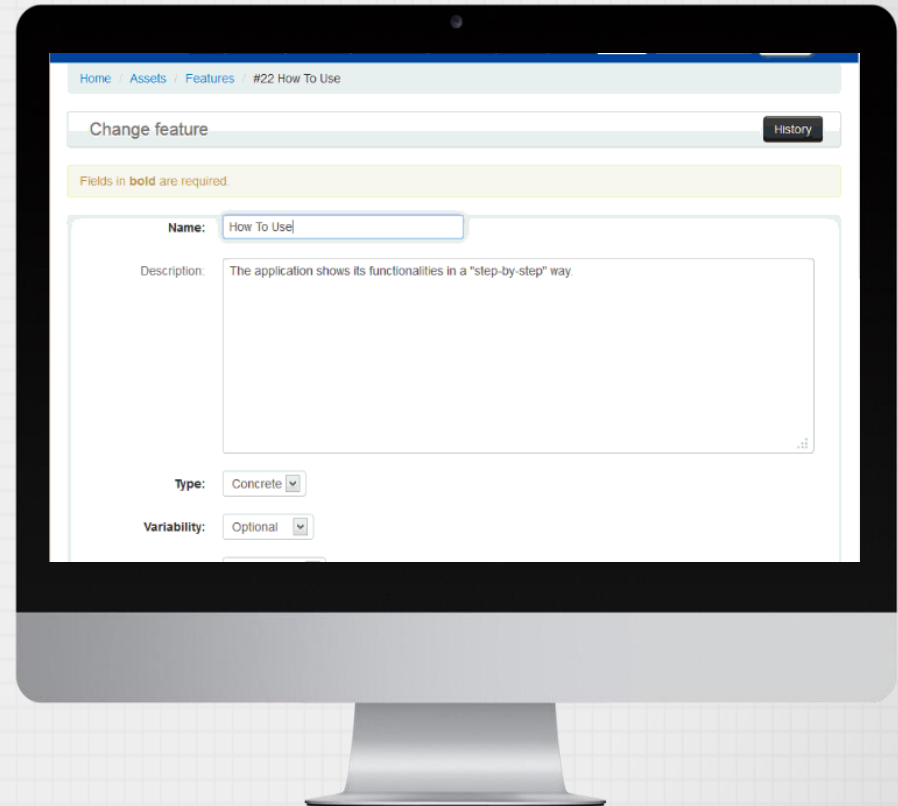 Home / Assets / Features / #22 How To Use
Change feature
History
Fields in bold are required.
Name: How To Use
Description: The application shows its functionalities in a "step-by-step" way.
Type: Concrete
Variability: Optional